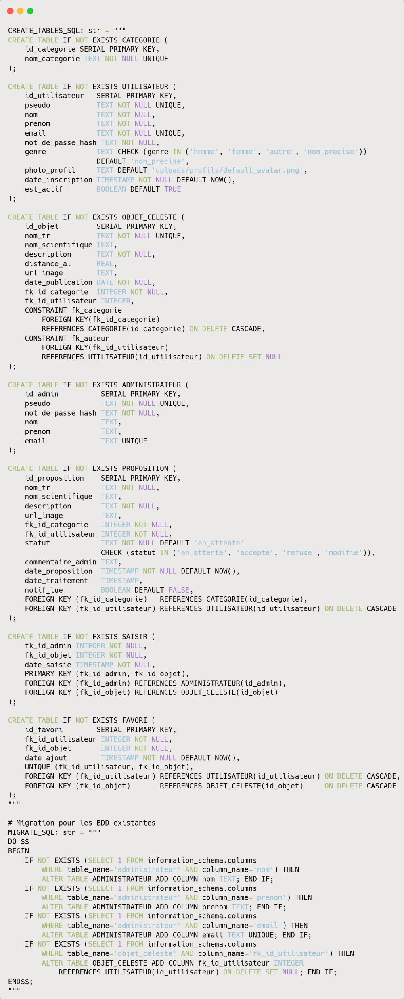 CREATE_TABLES_SQL: str = """
CREATE TABLE IF NOT EXISTS CATEGORIE (
    id_categorie SERIAL PRIMARY KEY,
    nom_categorie TEXT NOT NULL UNIQUE
);

CREATE TABLE IF NOT EXISTS UTILISATEUR (
    id_utilisateur   SERIAL PRIMARY KEY,
    pseudo           TEXT NOT NULL UNIQUE,
    nom              TEXT NOT NULL,
    prenom           TEXT NOT NULL,
    email            TEXT NOT NULL UNIQUE,
    mot_de_passe_hash TEXT NOT NULL,
    genre            TEXT CHECK (genre IN ('homme', 'femme', 'autre', 'non_precise'))
                     DEFAULT 'non_precise',
    photo_profil     TEXT DEFAULT 'uploads/profils/default_avatar.png',
    date_inscription TIMESTAMP NOT NULL DEFAULT NOW(),
    est_actif        BOOLEAN DEFAULT TRUE
);

CREATE TABLE IF NOT EXISTS OBJET_CELESTE (
    id_objet         SERIAL PRIMARY KEY,
    nom_fr           TEXT NOT NULL UNIQUE,
    nom_scientifique TEXT,
    description      TEXT NOT NULL,
    distance_al      REAL,
    url_image        TEXT,
    date_publication DATE NOT NULL,
    fk_id_categorie  INTEGER NOT NULL,
    fk_id_utilisateur INTEGER,
    CONSTRAINT fk_categorie
        FOREIGN KEY(fk_id_categorie)
        REFERENCES CATEGORIE(id_categorie) ON DELETE CASCADE,
    CONSTRAINT fk_auteur
        FOREIGN KEY(fk_id_utilisateur)
        REFERENCES UTILISATEUR(id_utilisateur) ON DELETE SET NULL
);

CREATE TABLE IF NOT EXISTS ADMINISTRATEUR (
    id_admin          SERIAL PRIMARY KEY,
    pseudo            TEXT NOT NULL UNIQUE,
    mot_de_passe_hash TEXT NOT NULL,
    nom               TEXT,
    prenom            TEXT,
    email             TEXT UNIQUE
);

CREATE TABLE IF NOT EXISTS PROPOSITION (
    id_proposition    SERIAL PRIMARY KEY,
    nom_fr            TEXT NOT NULL,
    nom_scientifique  TEXT,
    description       TEXT NOT NULL,
    url_image         TEXT,
    fk_id_categorie   INTEGER NOT NULL,
    fk_id_utilisateur INTEGER NOT NULL,
    statut            TEXT NOT NULL DEFAULT 'en_attente'
                      CHECK (statut IN ('en_attente', 'accepte', 'refuse', 'modifie')),
    commentaire_admin TEXT,
    date_proposition  TIMESTAMP NOT NULL DEFAULT NOW(),
    date_traitement   TIMESTAMP,
    notif_lue         BOOLEAN DEFAULT FALSE,
    FOREIGN KEY (fk_id_categorie)   REFERENCES CATEGORIE(id_categorie),
    FOREIGN KEY (fk_id_utilisateur) REFERENCES UTILISATEUR(id_utilisateur) ON DELETE CASCADE
);

CREATE TABLE IF NOT EXISTS SAISIR (
    fk_id_admin INTEGER NOT NULL,
    fk_id_objet INTEGER NOT NULL,
    date_saisie TIMESTAMP NOT NULL,
    PRIMARY KEY (fk_id_admin, fk_id_objet),
    FOREIGN KEY (fk_id_admin) REFERENCES ADMINISTRATEUR(id_admin),
    FOREIGN KEY (fk_id_objet) REFERENCES OBJET_CELESTE(id_objet)
);

CREATE TABLE IF NOT EXISTS FAVORI (
    id_favori        SERIAL PRIMARY KEY,
    fk_id_utilisateur INTEGER NOT NULL,
    fk_id_objet       INTEGER NOT NULL,
    date_ajout        TIMESTAMP NOT NULL DEFAULT NOW(),
    UNIQUE (fk_id_utilisateur, fk_id_objet),
    FOREIGN KEY (fk_id_utilisateur) REFERENCES UTILISATEUR(id_utilisateur) ON DELETE CASCADE,
    FOREIGN KEY (fk_id_objet)       REFERENCES OBJET_CELESTE(id_objet)     ON DELETE CASCADE
);
"""

# Migration pour les BDD existantes
MIGRATE_SQL: str = """
DO $$
BEGIN
    IF NOT EXISTS (SELECT 1 FROM information_schema.columns
        WHERE table_name='administrateur' AND column_name='nom') THEN
        ALTER TABLE ADMINISTRATEUR ADD COLUMN nom TEXT; END IF;
    IF NOT EXISTS (SELECT 1 FROM information_schema.columns
        WHERE table_name='administrateur' AND column_name='prenom') THEN
        ALTER TABLE ADMINISTRATEUR ADD COLUMN prenom TEXT; END IF;
    IF NOT EXISTS (SELECT 1 FROM information_schema.columns
        WHERE table_name='administrateur' AND column_name='email') THEN
        ALTER TABLE ADMINISTRATEUR ADD COLUMN email TEXT UNIQUE; END IF;
    IF NOT EXISTS (SELECT 1 FROM information_schema.columns
        WHERE table_name='objet_celeste' AND column_name='fk_id_utilisateur') THEN
        ALTER TABLE OBJET_CELESTE ADD COLUMN fk_id_utilisateur INTEGER
            REFERENCES UTILISATEUR(id_utilisateur) ON DELETE SET NULL; END IF;
END$$;
"""